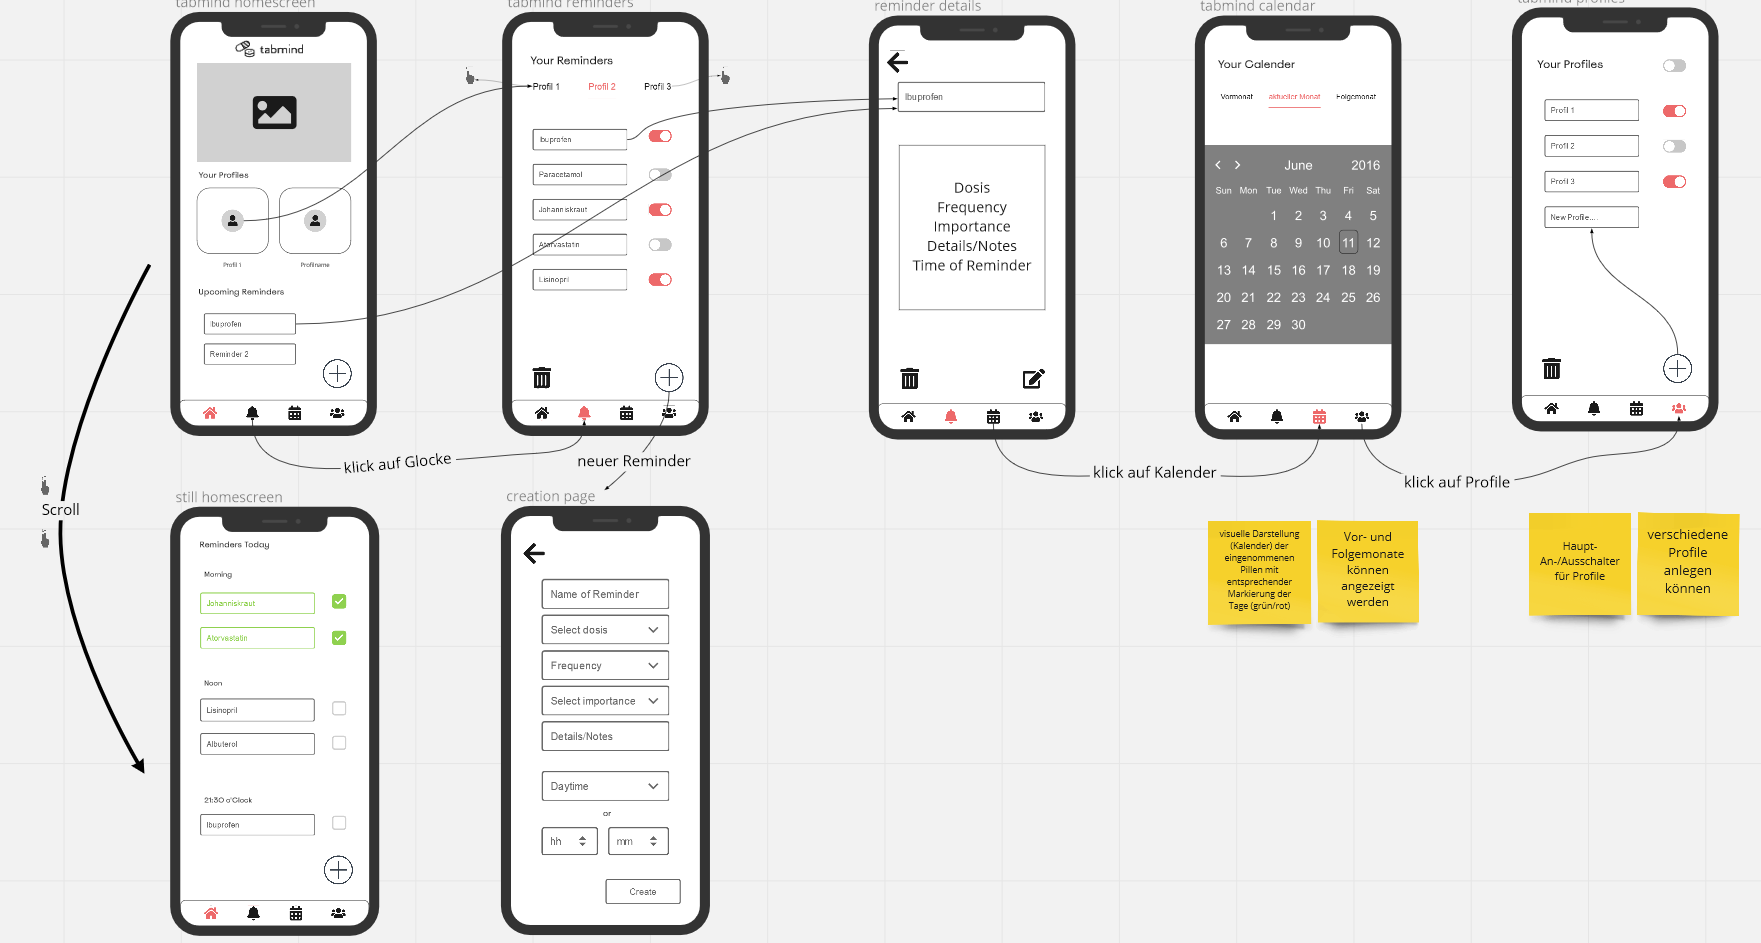 tabmind homescreen
tabmind
Your Profiles
Profil 1
Profilname
Upcoming Reminders
Ibuprofen
Reminder 2
tabmind reminders
Your Reminders
Profil 1
Profil 2
Profil 3
Ibuprofen
Paracetamol
Johanniskraut
Atorvastatin
Lisinopril
klick auf Glocke
neuer Reminder
reminder details
Ibuprofen
Dosis
Frequency
Importance
Details/Notes
Time of Reminder
klick auf Kalender
tabmind calendar
Your Calender
Vormonat
aktueller Monat
Folgemonat
June 2016
Sun Mon Tue Wed Thu Fri Sat
1 2 3 4 5
6 7 8 9 10 11 12
13 14 15 16 17 18 19
20 21 22 23 24 25 26
27 28 29 30
klick auf Profile
tabmind profiles
Your Profiles
Profil 1
Profil 2
Profil 3
New Profile....
Scroll
still homescreen
Reminders Today
Morning
Johanniskraut
Atorvastatin
Noon
Lisinopril
Albuterol
21:30 o'Clock
Ibuprofen
creation page
Name of Reminder
Select dosis
Frequency
Select importance
Details/Notes
Daytime
or
hh
mm
Create
visuelle Darstellung
(Kalender) der
eingenommenen
Pillen mit
entsprechender
Markierung der
Tage (grün/rot)
Vor- und
Folgemonate
können
angezeigt
werden
Haupt-
An-/Ausschalter
für Profile
verschiedene
Profile
anlegen
können